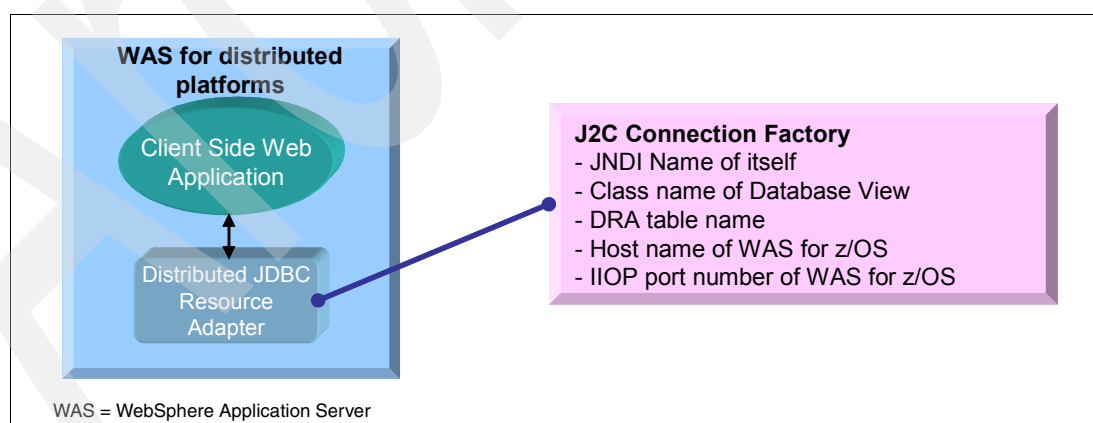 WAS for distributed
platforms
Client Side Web
Application
Distributed JDBC
Resource
Adapter
J2C Connection Factory
- JNDI Name of itself
- Class name of Database View
- DRA table name
- Host name of WAS for z/OS
- IIOP port number of WAS for z/OS
WAS = WebSphere Application Server